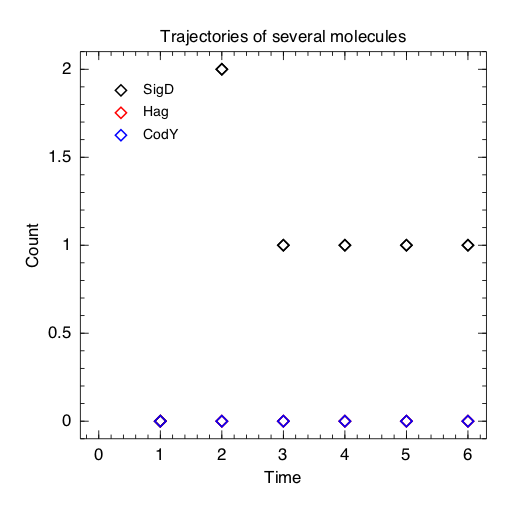 Trajectories of several molecules
2
SigD
Hag
CodY
1.5
Count
1
0.5
0
0 1 2 3 4 5 6
Time